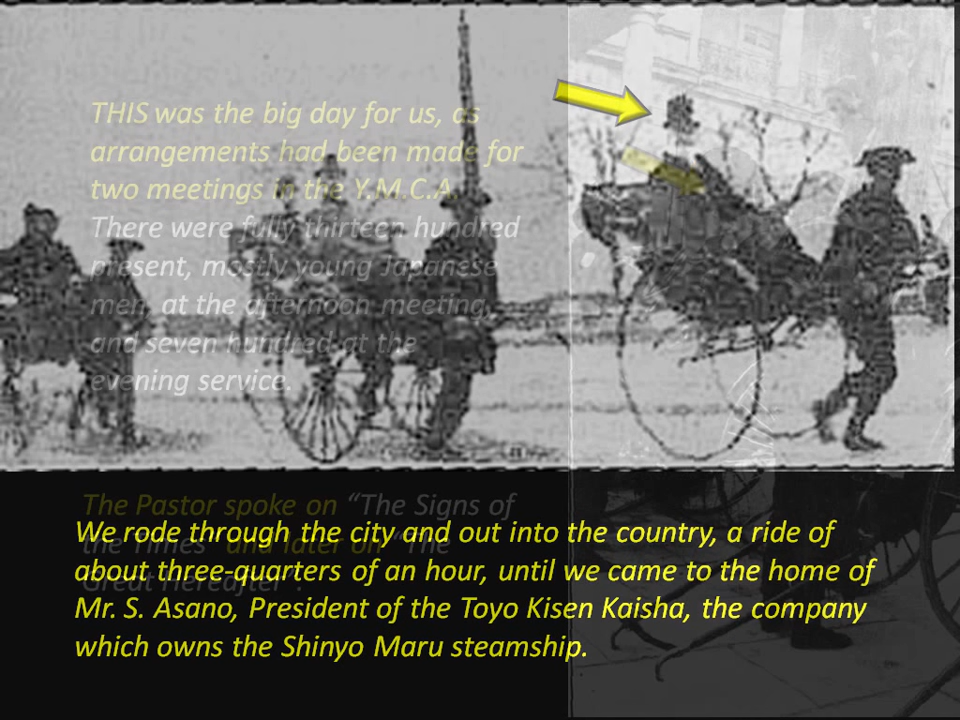 THIS was the big day for us, as
arrangements had been made for
two meetings in the Y.M.C.A.
There were fully thirteen hundred
present, mostly young Japanese
men, at the afternoon meeting,
and seven hundred at the
evening service.
The Pastor spoke on “The Signs of
the Times” and later on “The
Great Hereafter”.
We rode through the city and out into the country, a ride of
about three-quarters of an hour, until we came to the home of
Mr. S. Asano, President of the Toyo Kisen Kaisha, the company
which owns the Shinyo Maru steamship.